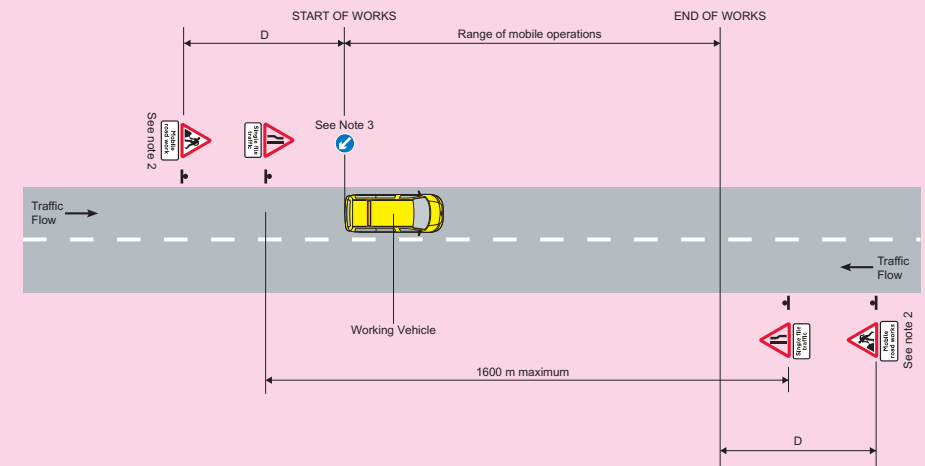 START OF WORKS
END OF WORKS
D
Range of mobile operations
See note 2
Mobile
road work
Single file
traffic
See Note 3
Traffic
Flow
Traffic
Flow
Working Vehicle
Single file
traffic
Mobile
road works
See note 2
1600 m maximum
D